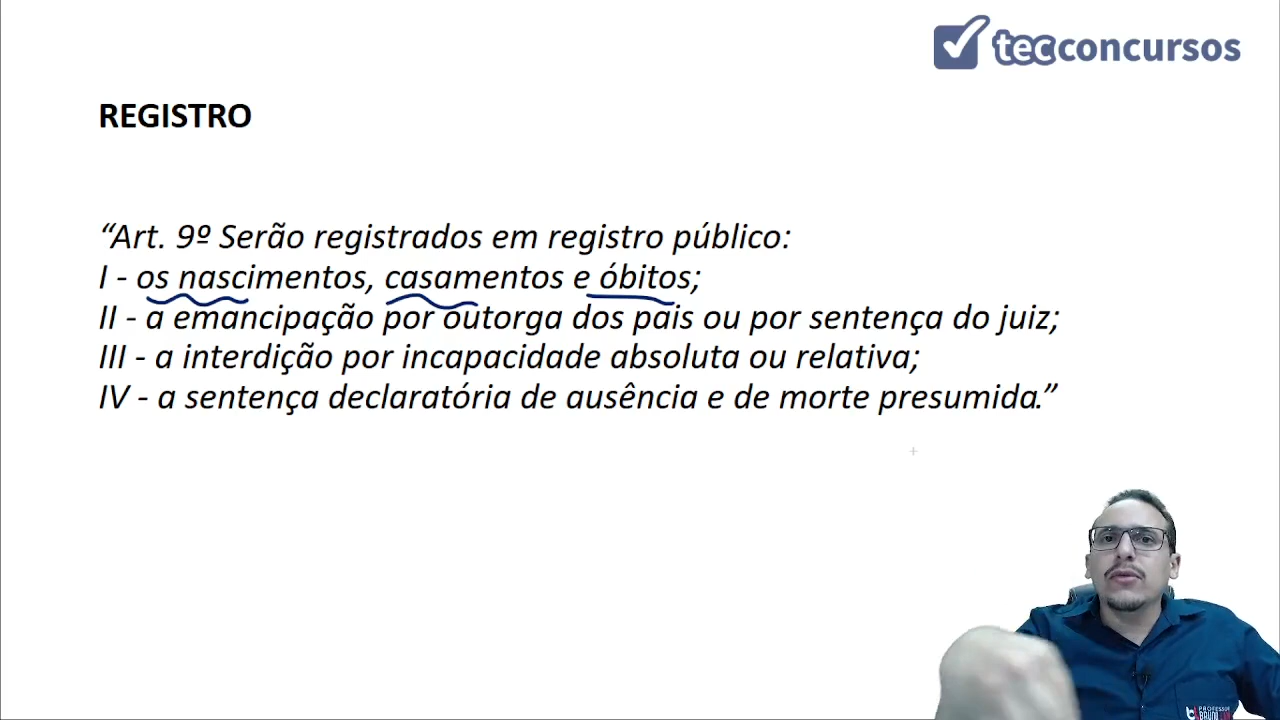 tecconcursos
REGISTRO
“Art. 9º Serão registrados em registro público:
I - os nascimentos, casamentos e óbitos;
II - a emancipação por outorga dos pais ou por sentença do juiz;
III - a interdição por incapacidade absoluta ou relativa;
IV - a sentença declaratória de ausência e de morte presumida.”
PROFESSOR